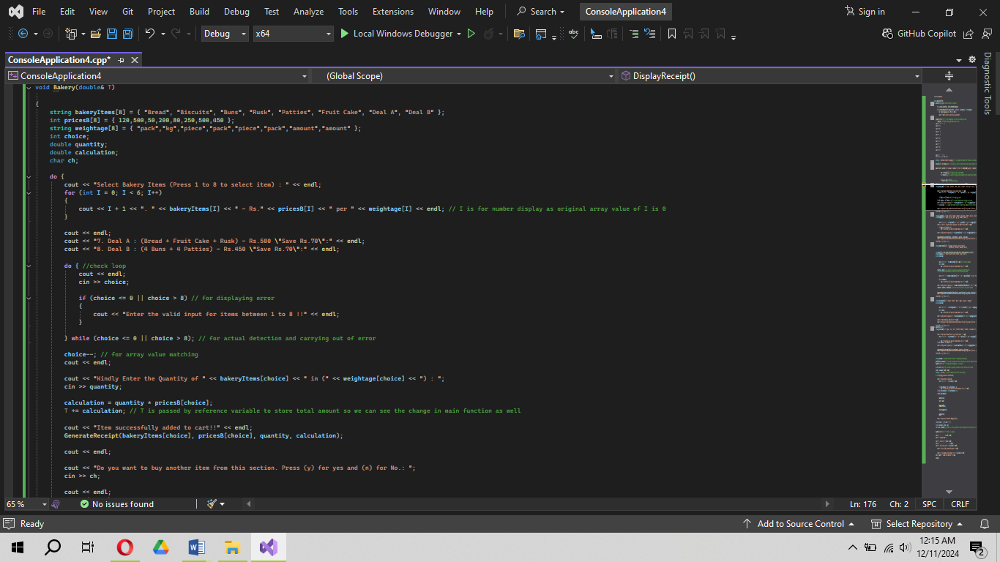 File Edit View Git Project Build Debug Test Analyze Tools Extensions Window Help Search ConsoleApplication4 Sign in
Debug x64 Local Windows Debugger GitHub Copilot
ConsoleApplication4.cpp*
ConsoleApplication4 (Global Scope) DisplayReceipt()
Diagnostic Tools
void Bakery(double& T)
{
string bakeryItems[8] = { "Bread", "Biscuits", "Buns", "Rusk", "Patties", "Fruit Cake", "Deal A", "Deal B" };
int pricesB[8] = { 120,500,50,200,80,250,500,450 };
string weightage[8] = { "pack","kg","piece","pack","piece","pack","amount","amount" };
int choice;
double quantity;
double calculation;
char ch;
do {
cout << "Select Bakery Items (Press 1 to 8 to select item) : " << endl;
for (int I = 0; I < 6; I++)
{
cout << I + 1 << ". " << bakeryItems[I] << " - Rs." << pricesB[I] << " per " << weightage[I] << endl; // I is for number display as original array value of I is 0
}
cout << endl;
cout << "7. Deal A : (Bread + Fruit Cake + Rusk) - Rs.500 \"Save Rs.70\":" << endl;
cout << "8. Deal B : (4 Buns + 4 Patties) - Rs.450 \"Save Rs.70\":" << endl;
do { //check loop
cout << endl;
cin >> choice;
if (choice <= 0 || choice > 8) // for displaying error
{
cout << "Enter the valid input for items between 1 to 8 !!" << endl;
}
} while (choice <= 0 || choice > 8); // for actual detection and carrying out of error
choice--; // for array value matching
cout << endl;
cout << "Kindly Enter the Quantity of " << bakeryItems[choice] << " in (" << weightage[choice] << ") : ";
cin >> quantity;
calculation = quantity * pricesB[choice];
T += calculation; // T is passed by reference variable to store total amount so we can see the change in main function as well
cout << "Item successfully added to cart!!" << endl;
GenerateReceipt(bakeryItems[choice], pricesB[choice], quantity, calculation);
cout << endl;
cout << "Do you want to buy another item from this section. Press (y) for yes and (n) for No.: ";
cin >> ch;
cout << endl;
65 % No issues found Ln: 176 Ch: 2 SPC CRLF
Ready Add to Source Control Select Repository
12:15 AM
12/11/2024
2